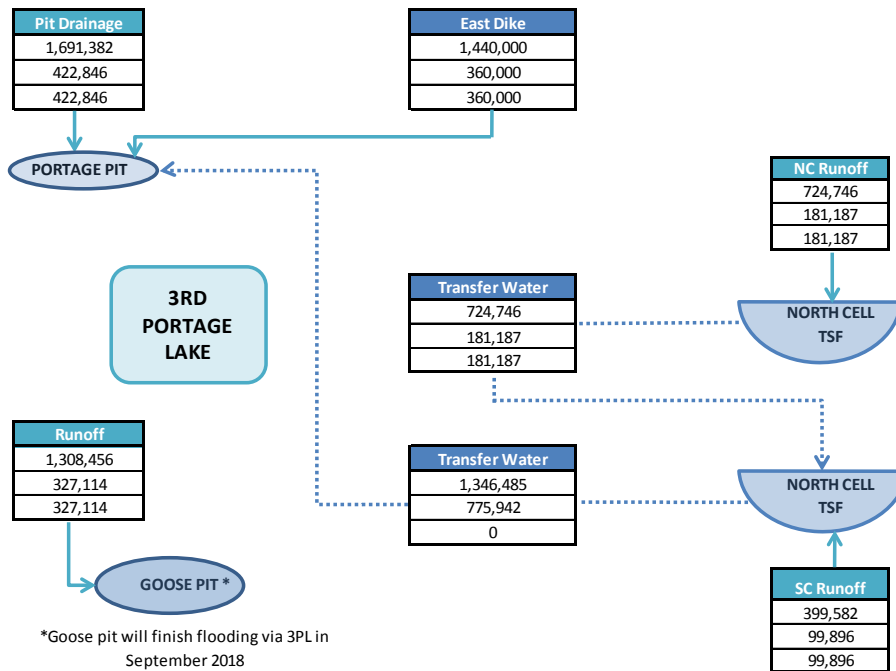 Pit Drainage
1,691,382
422,846
422,846
East Dike
1,440,000
360,000
360,000
PORTAGE PIT
NC Runoff
724,746
181,187
181,187
3RD
PORTAGE
LAKE
Transfer Water
724,746
181,187
181,187
NORTH CELL
TSF
Runoff
1,308,456
327,114
327,114
Transfer Water
1,346,485
775,942
0
NORTH CELL
TSF
GOOSE PIT *
*Goose pit will finish flooding via 3PL in
September 2018
SC Runoff
399,582
99,896
99,896